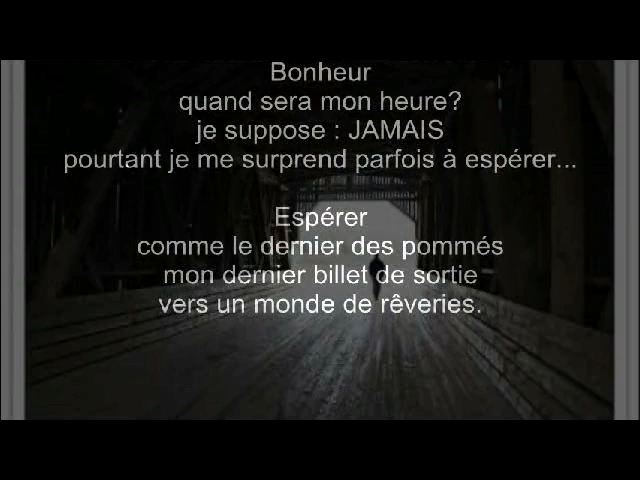 Bonheur
quand sera mon heure?
je suppose : JAMAIS
pourtant je me surprend parfois à espérer...
Espérer
comme le dernier des pommés
mon dernier billet de sortie
vers un monde de rêveries.